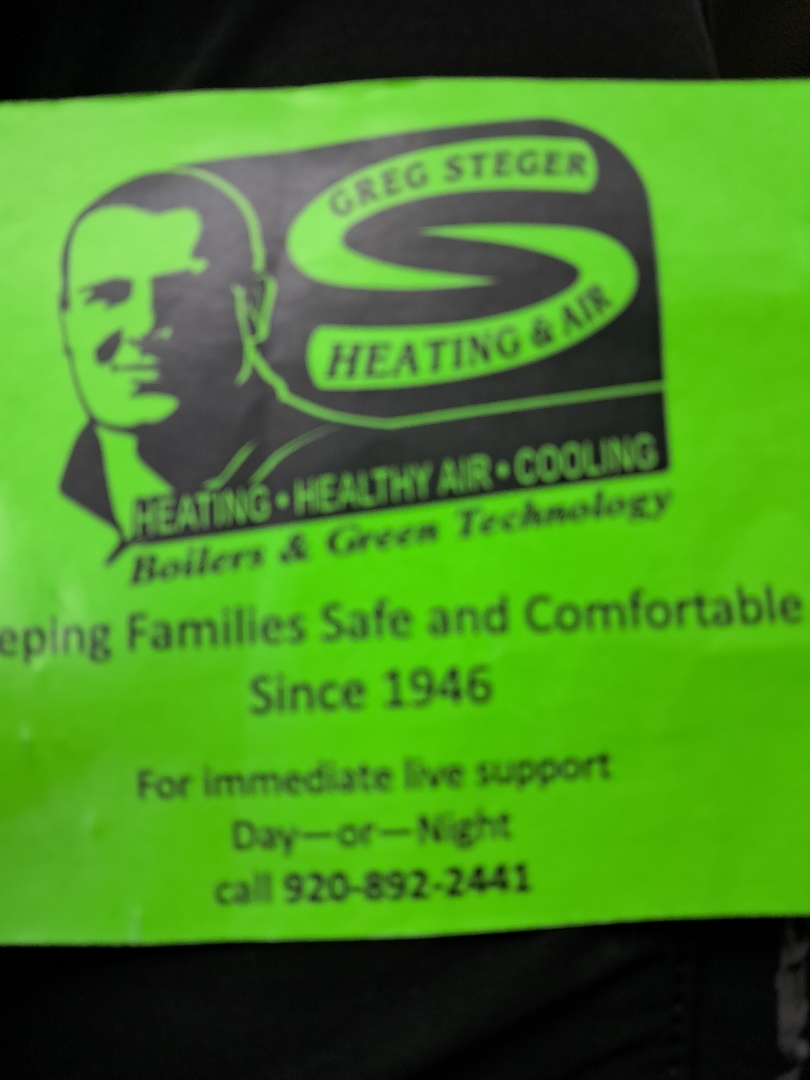 GREG STEGER
HEATING & AIR
HEATING • HEALTHY AIR • COOLING
Boilers & Green Technology
eping Families Safe and Comfortable
Since 1946
For immediate live support
Day—or—Night
call 920-892-2441